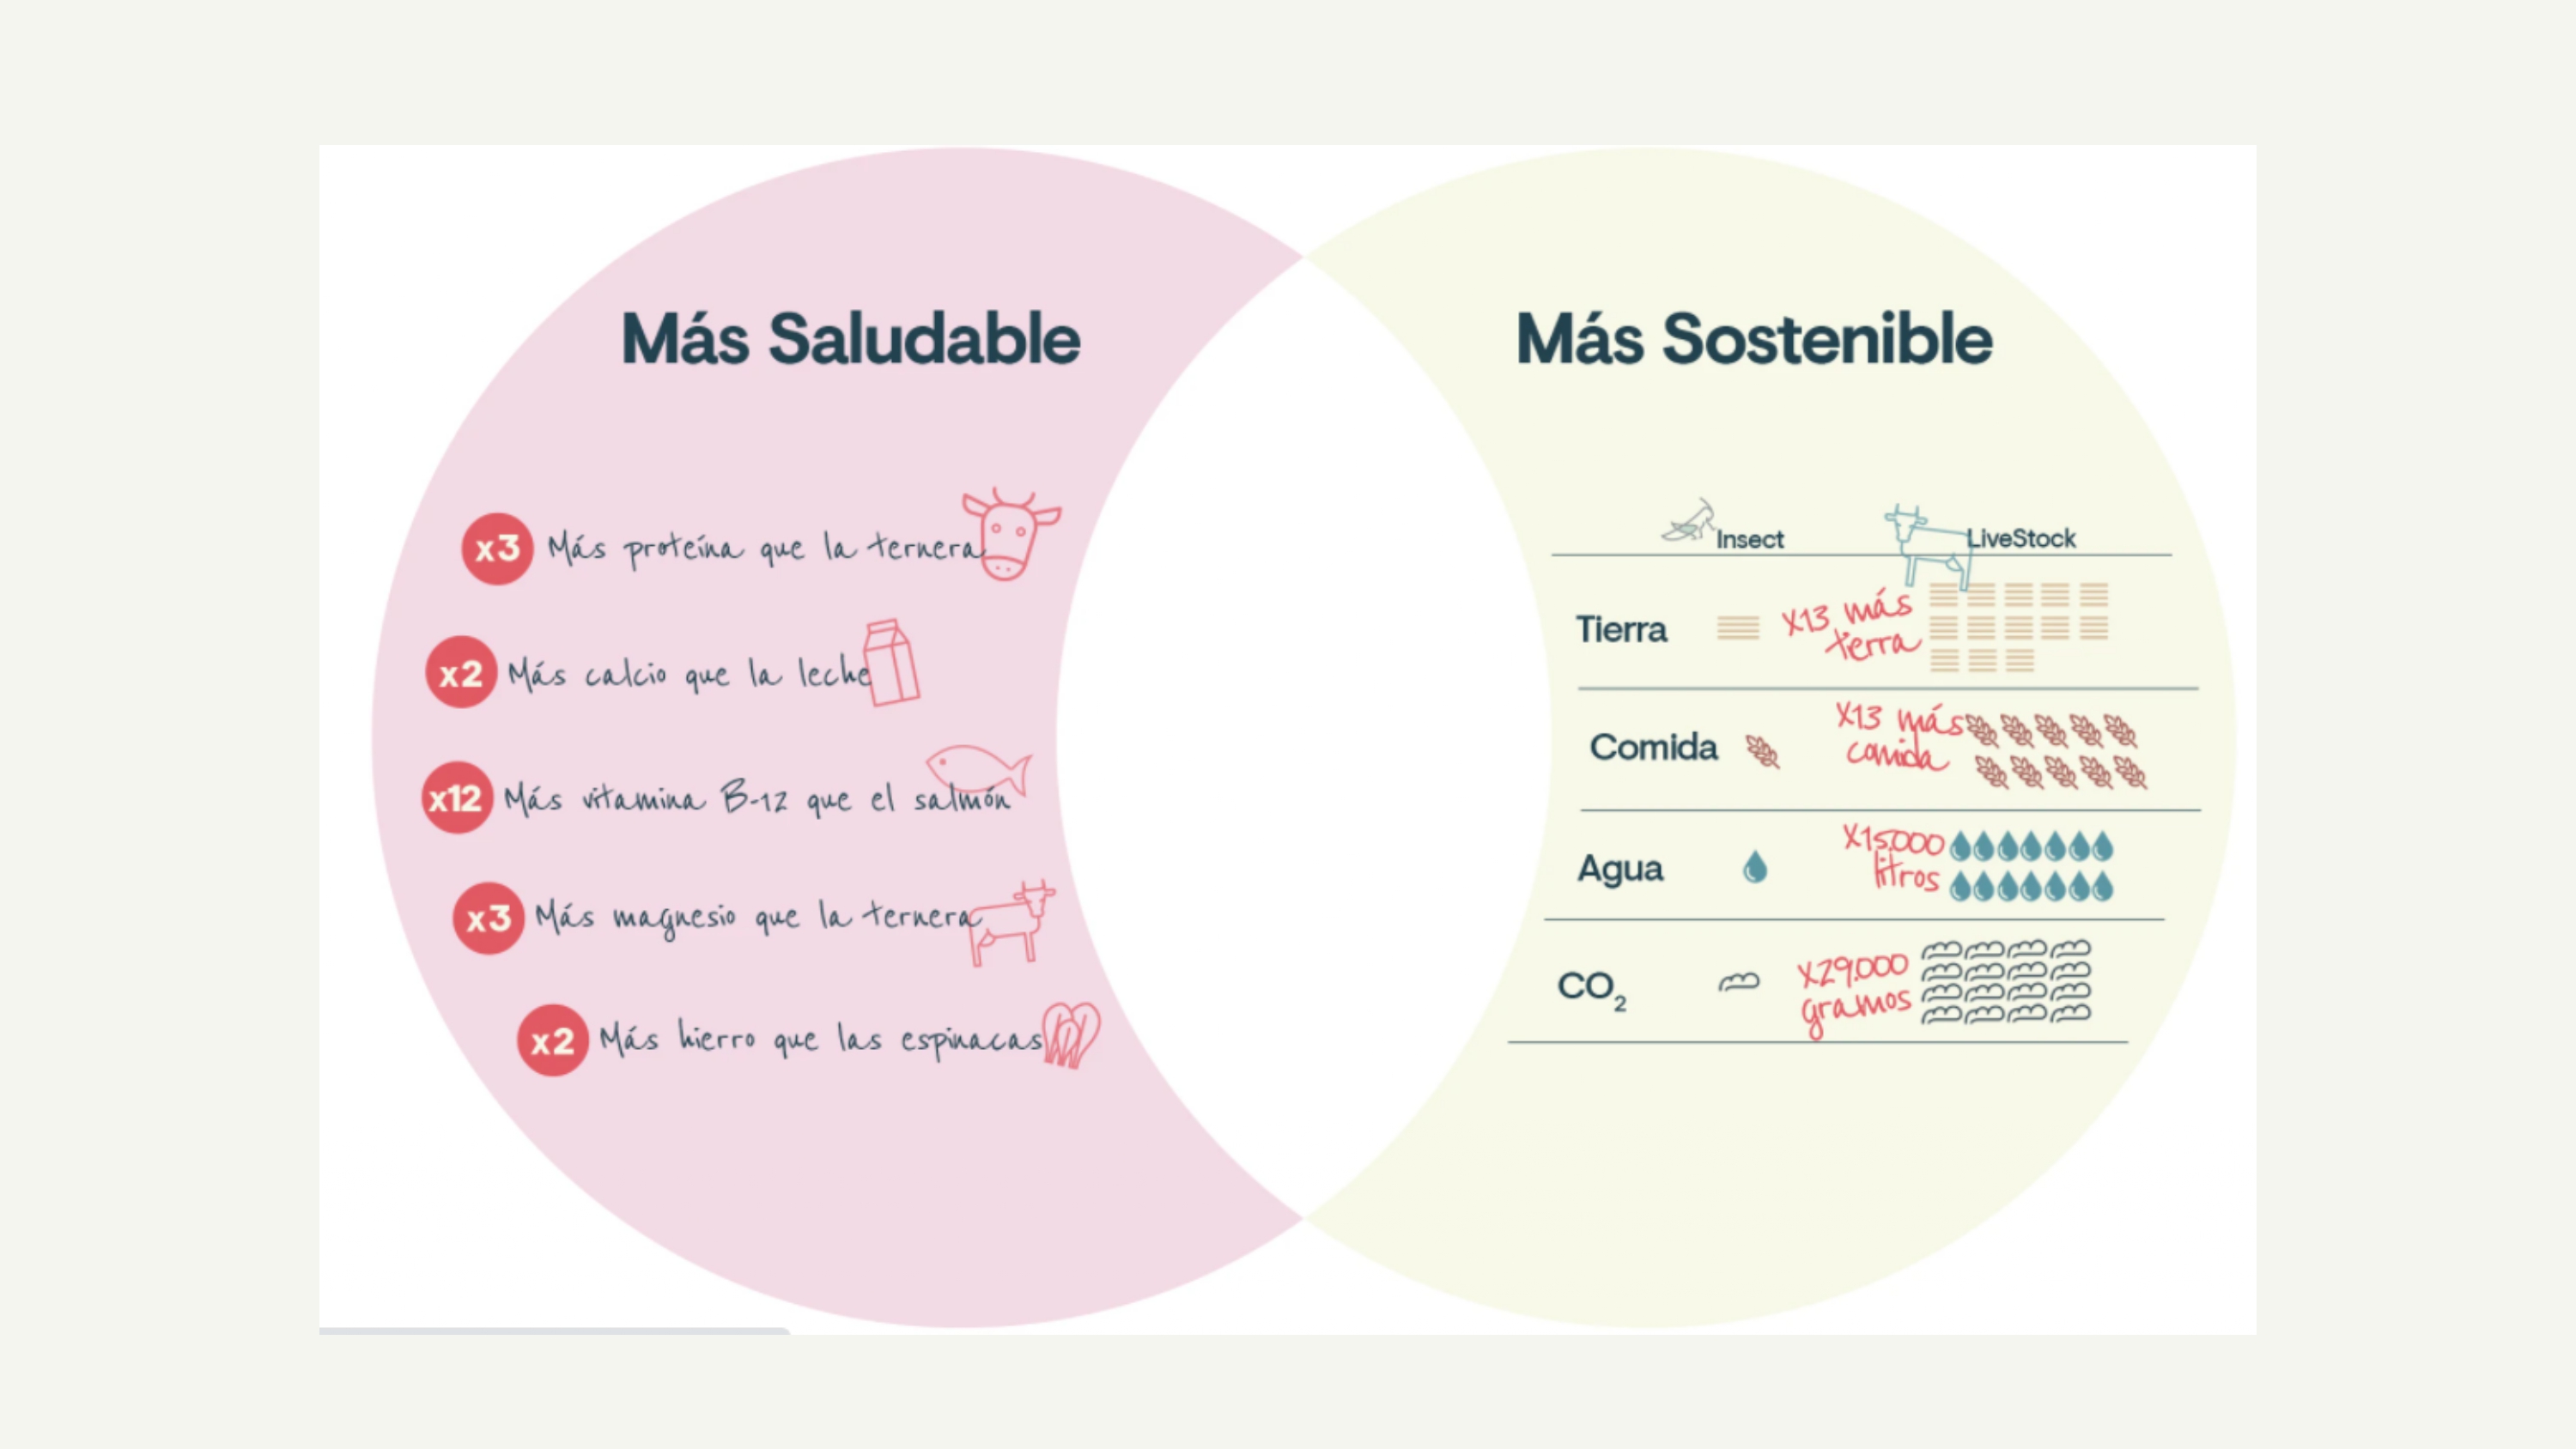 Más Saludable
x3 Más proteína que la ternera
x2 Más calcio que la leche
x12 Más vitamina B-12 que el salmón
x3 Más magnesio que la ternera
x2 Más hierro que las espinacas
Más Sostenible
Insect LiveStock
Tierra X13 más
tierra
Comida X13 más
comida
Agua X15.000
litros
CO2 X29.000
gramos